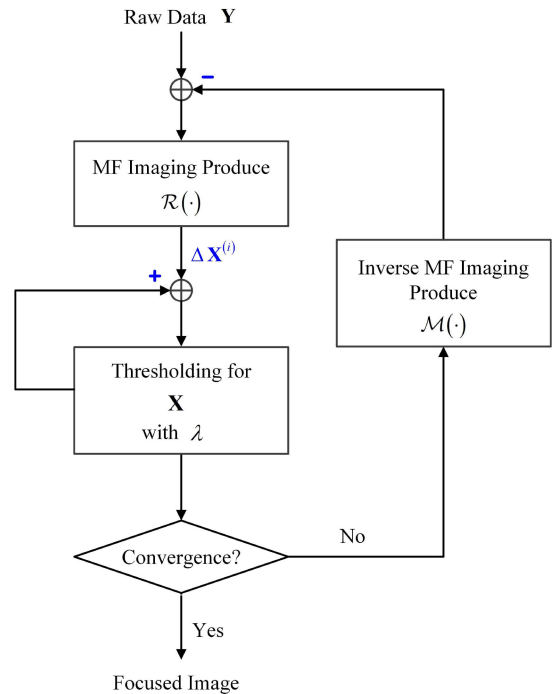 Raw Data Y
−
MF Imaging Produce
ℛ(·)
ΔX⁽ⁱ⁾
+
Inverse MF Imaging
Produce
ℳ(·)
Thresholding for
X
with λ
Convergence?
No
Yes
Focused Image